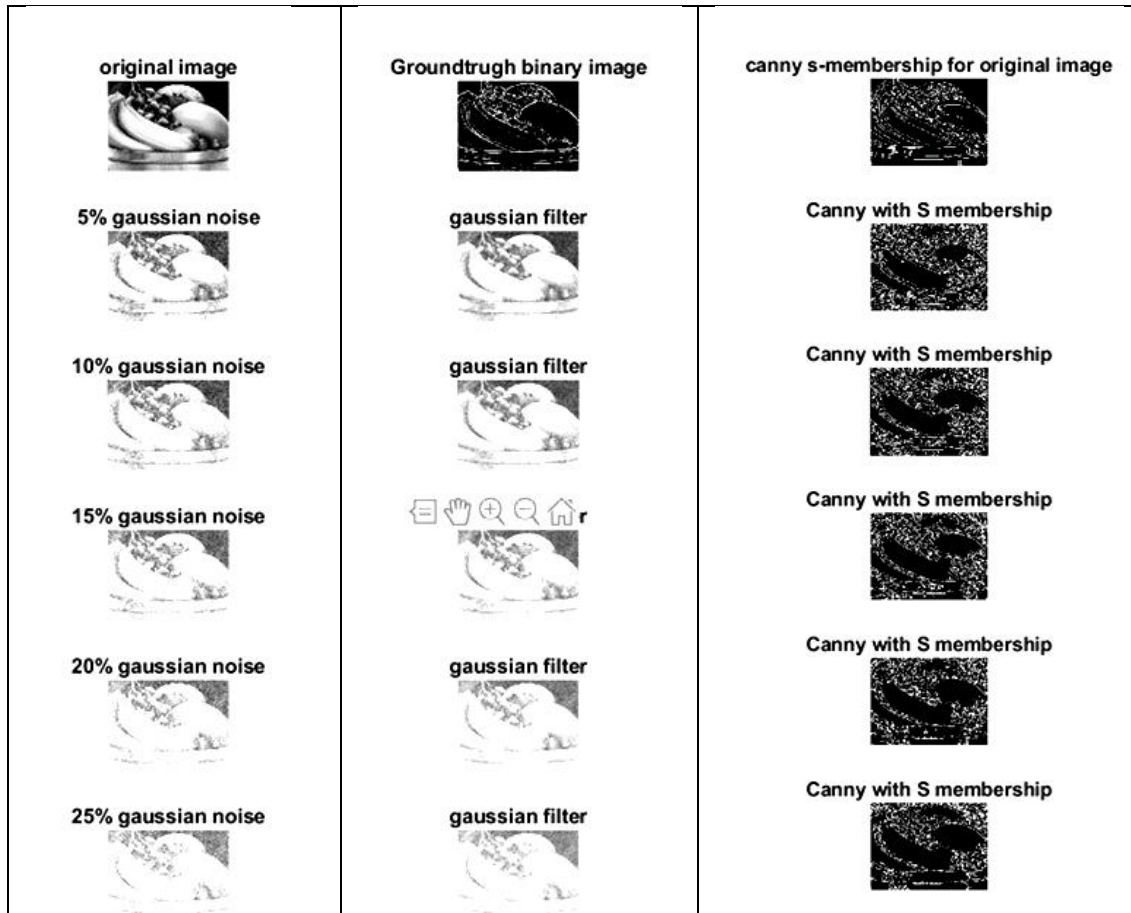 original image
Groundtrugh binary image
canny s-membership for original image
5% gaussian noise
gaussian filter
Canny with S membership
10% gaussian noise
gaussian filter
Canny with S membership
15% gaussian noise
r
Canny with S membership
20% gaussian noise
gaussian filter
Canny with S membership
25% gaussian noise
gaussian filter
Canny with S membership